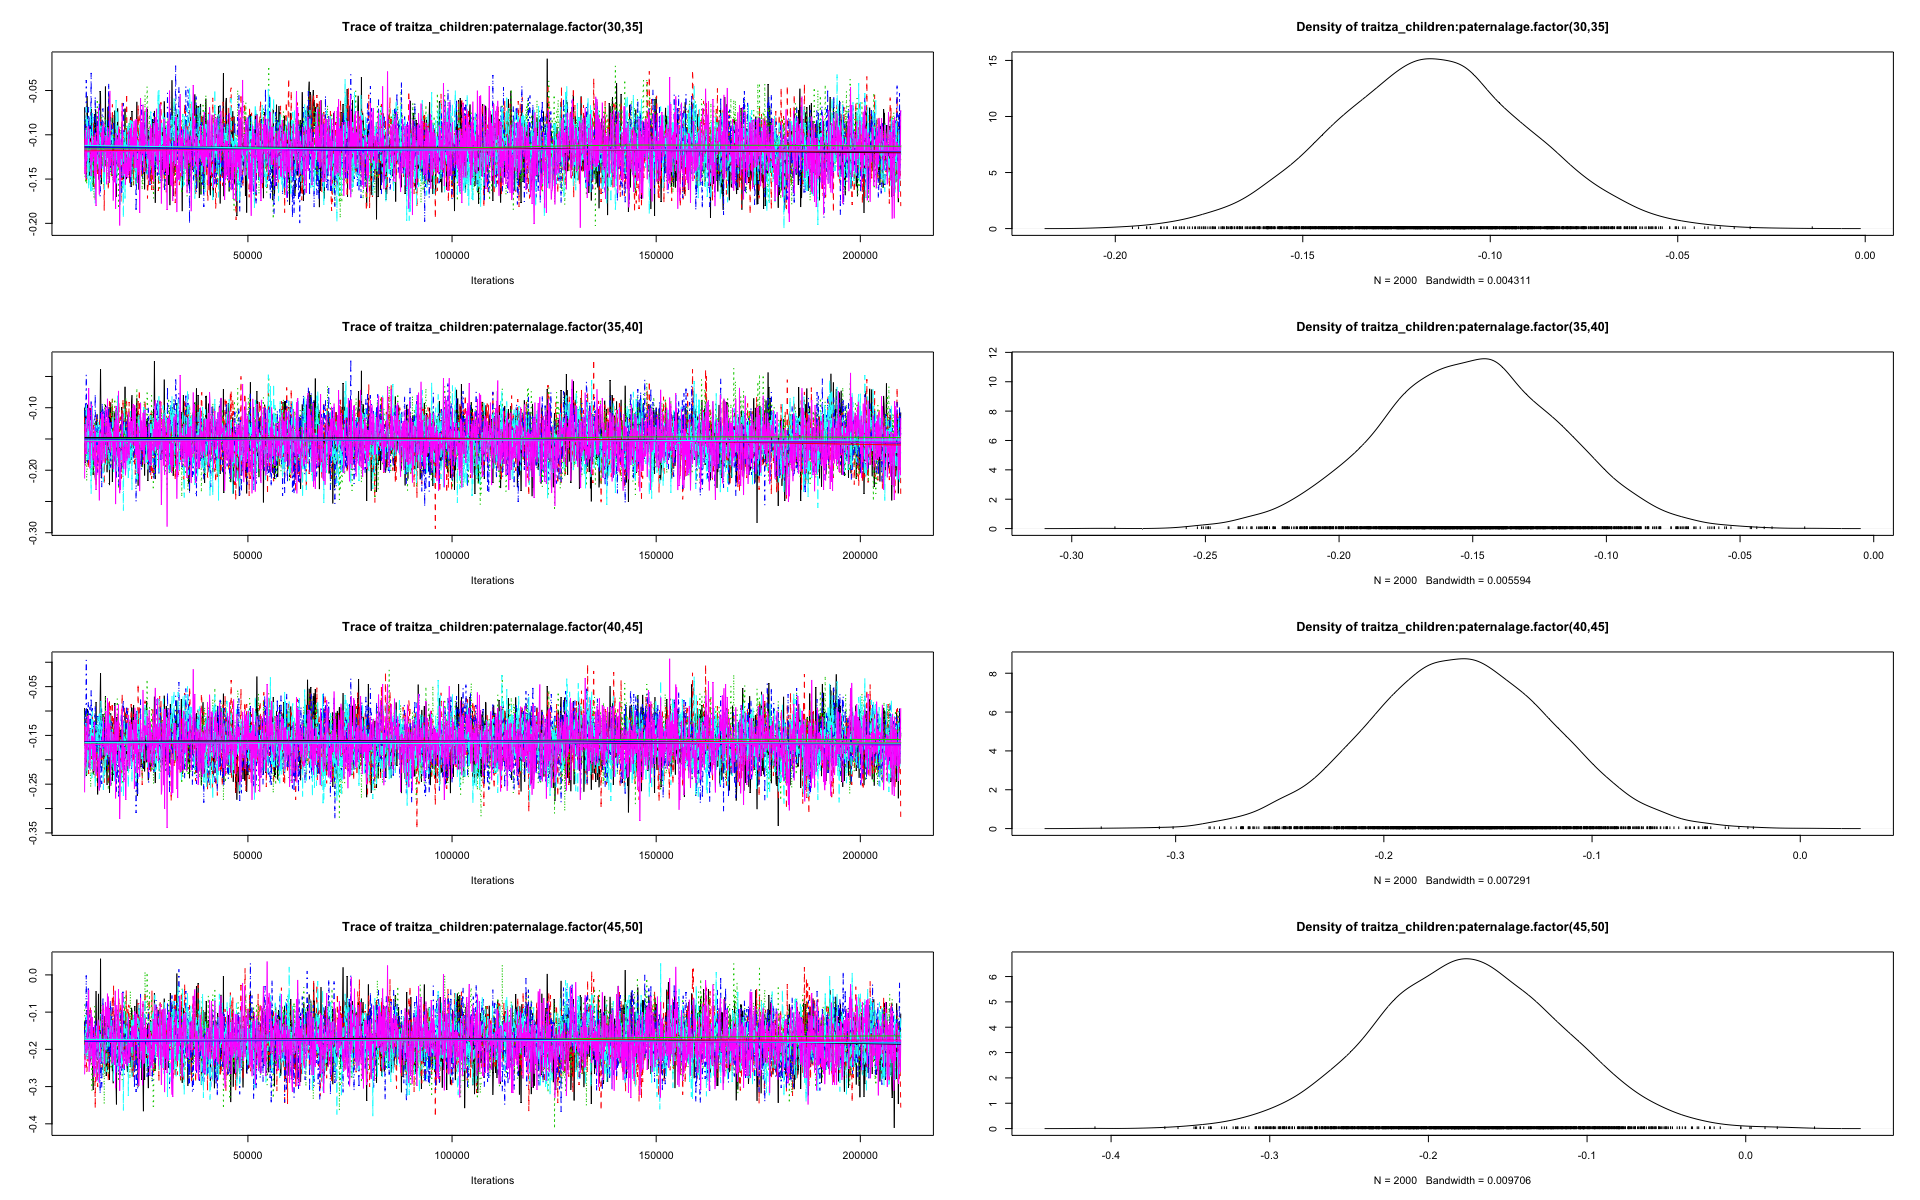 Trace of traitza_children:paternalage.factor(30,35]
-0.05
-0.10
-0.15
-0.20
50000 100000 150000 200000
Iterations
Density of traitza_children:paternalage.factor(30,35]
15
10
5
0
-0.20 -0.15 -0.10 -0.05 0.00
N = 2000 Bandwidth = 0.004311
Trace of traitza_children:paternalage.factor(35,40]
-0.10
-0.20
-0.30
50000 100000 150000 200000
Iterations
Density of traitza_children:paternalage.factor(35,40]
12
10
8
6
4
2
0
-0.30 -0.25 -0.20 -0.15 -0.10 -0.05 0.00
N = 2000 Bandwidth = 0.005594
Trace of traitza_children:paternalage.factor(40,45]
-0.05
-0.15
-0.25
-0.35
50000 100000 150000 200000
Iterations
Density of traitza_children:paternalage.factor(40,45]
8
6
4
2
0
-0.3 -0.2 -0.1 0.0
N = 2000 Bandwidth = 0.007291
Trace of traitza_children:paternalage.factor(45,50]
0.0
-0.1
-0.2
-0.3
-0.4
50000 100000 150000 200000
Iterations
Density of traitza_children:paternalage.factor(45,50]
6
5
4
3
2
1
0
-0.4 -0.3 -0.2 -0.1 0.0
N = 2000 Bandwidth = 0.009706